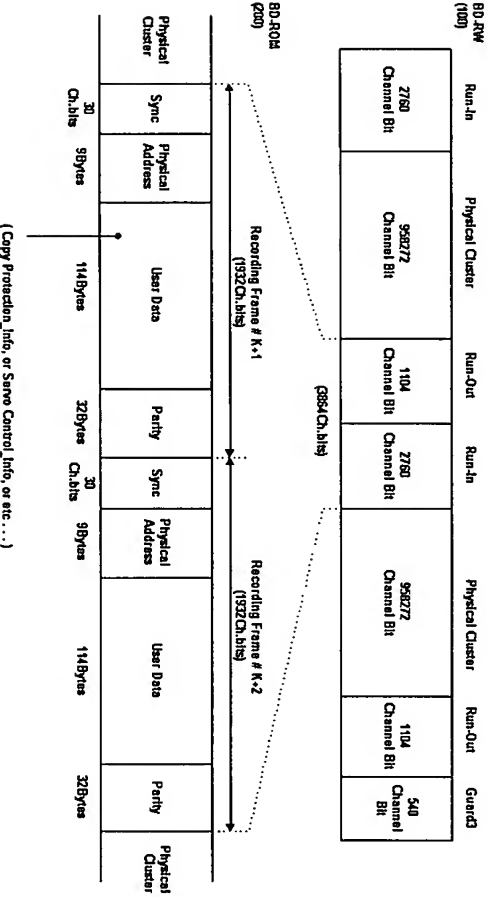 BD-RW
(100)
Run-In
Physical Cluster
Run-Out
Run-In
Physical Cluster
Run-Out
Guard3
2760
Channel Bit
958272
Channel Bit
1104
Channel Bit
2760
Channel Bit
958272
Channel Bit
1104
Channel Bit
540
Channel
Bit
(3864Ch.bits)
BD-ROM
(200)
Recording Frame # K+1
(1932Ch.bits)
Recording Frame # K+2
(1932Ch.bits)
Physical
Cluster
Sync
Physical
Address
User Data
Parity
Sync
Physical
Address
User Data
Parity
Physical
Cluster
30
Ch.bits
9Bytes
114Bytes
32Bytes
30
Ch.bits
9Bytes
114Bytes
32Bytes
( Copy Protection_Info, or Servo Control_Info, or etc . . . )